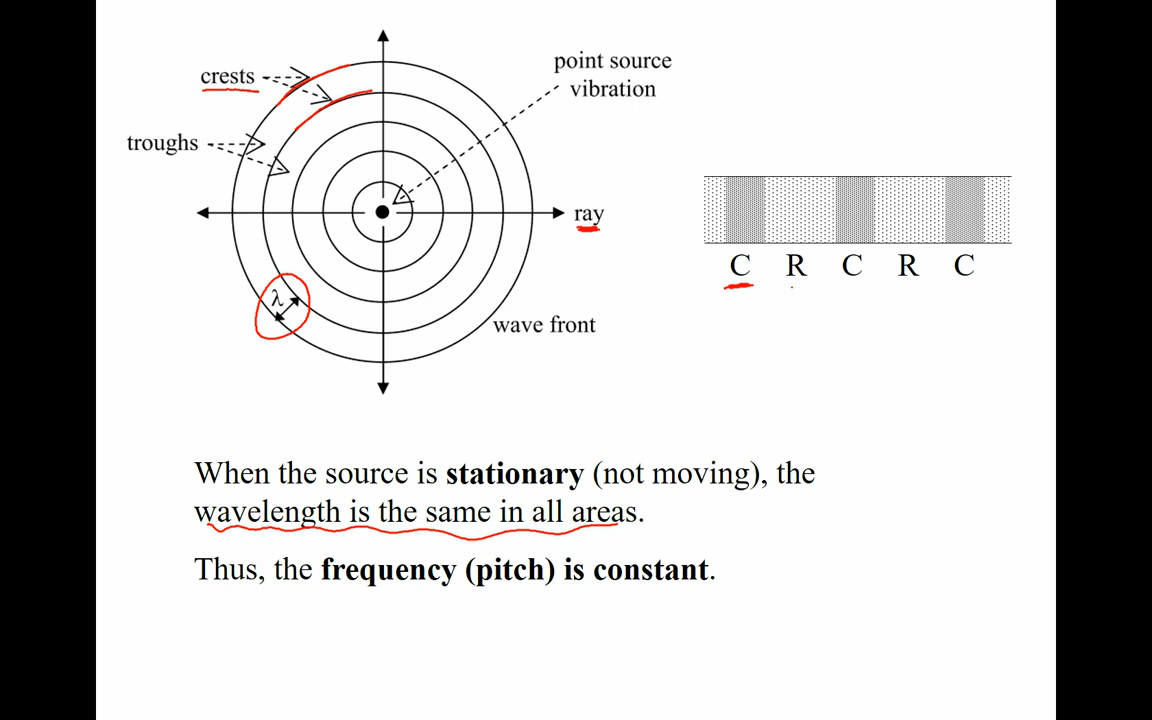 crests
point source
vibration
troughs
ray
λ
wave front
C R C R C
When the source is stationary (not moving), the
wavelength is the same in all areas.
Thus, the frequency (pitch) is constant.